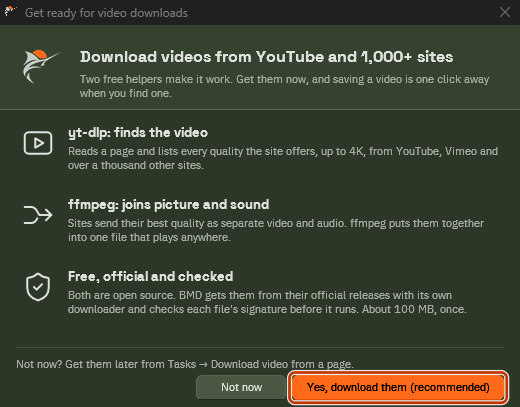 Get ready for video downloads
Download videos from YouTube and 1,000+ sites
Two free helpers make it work. Get them now, and saving a video is one click away
when you find one.
yt-dlp: finds the video
Reads a page and lists every quality the site offers, up to 4K, from YouTube, Vimeo and
over a thousand other sites.
ffmpeg: joins picture and sound
Sites send their best quality as separate video and audio. ffmpeg puts them together
into one file that plays anywhere.
Free, official and checked
Both are open source. BMD gets them from their official releases with its own
downloader and checks each file's signature before it runs. About 100 MB, once.
Not now? Get them later from Tasks → Download video from a page.
Not now
Yes, download them (recommended)